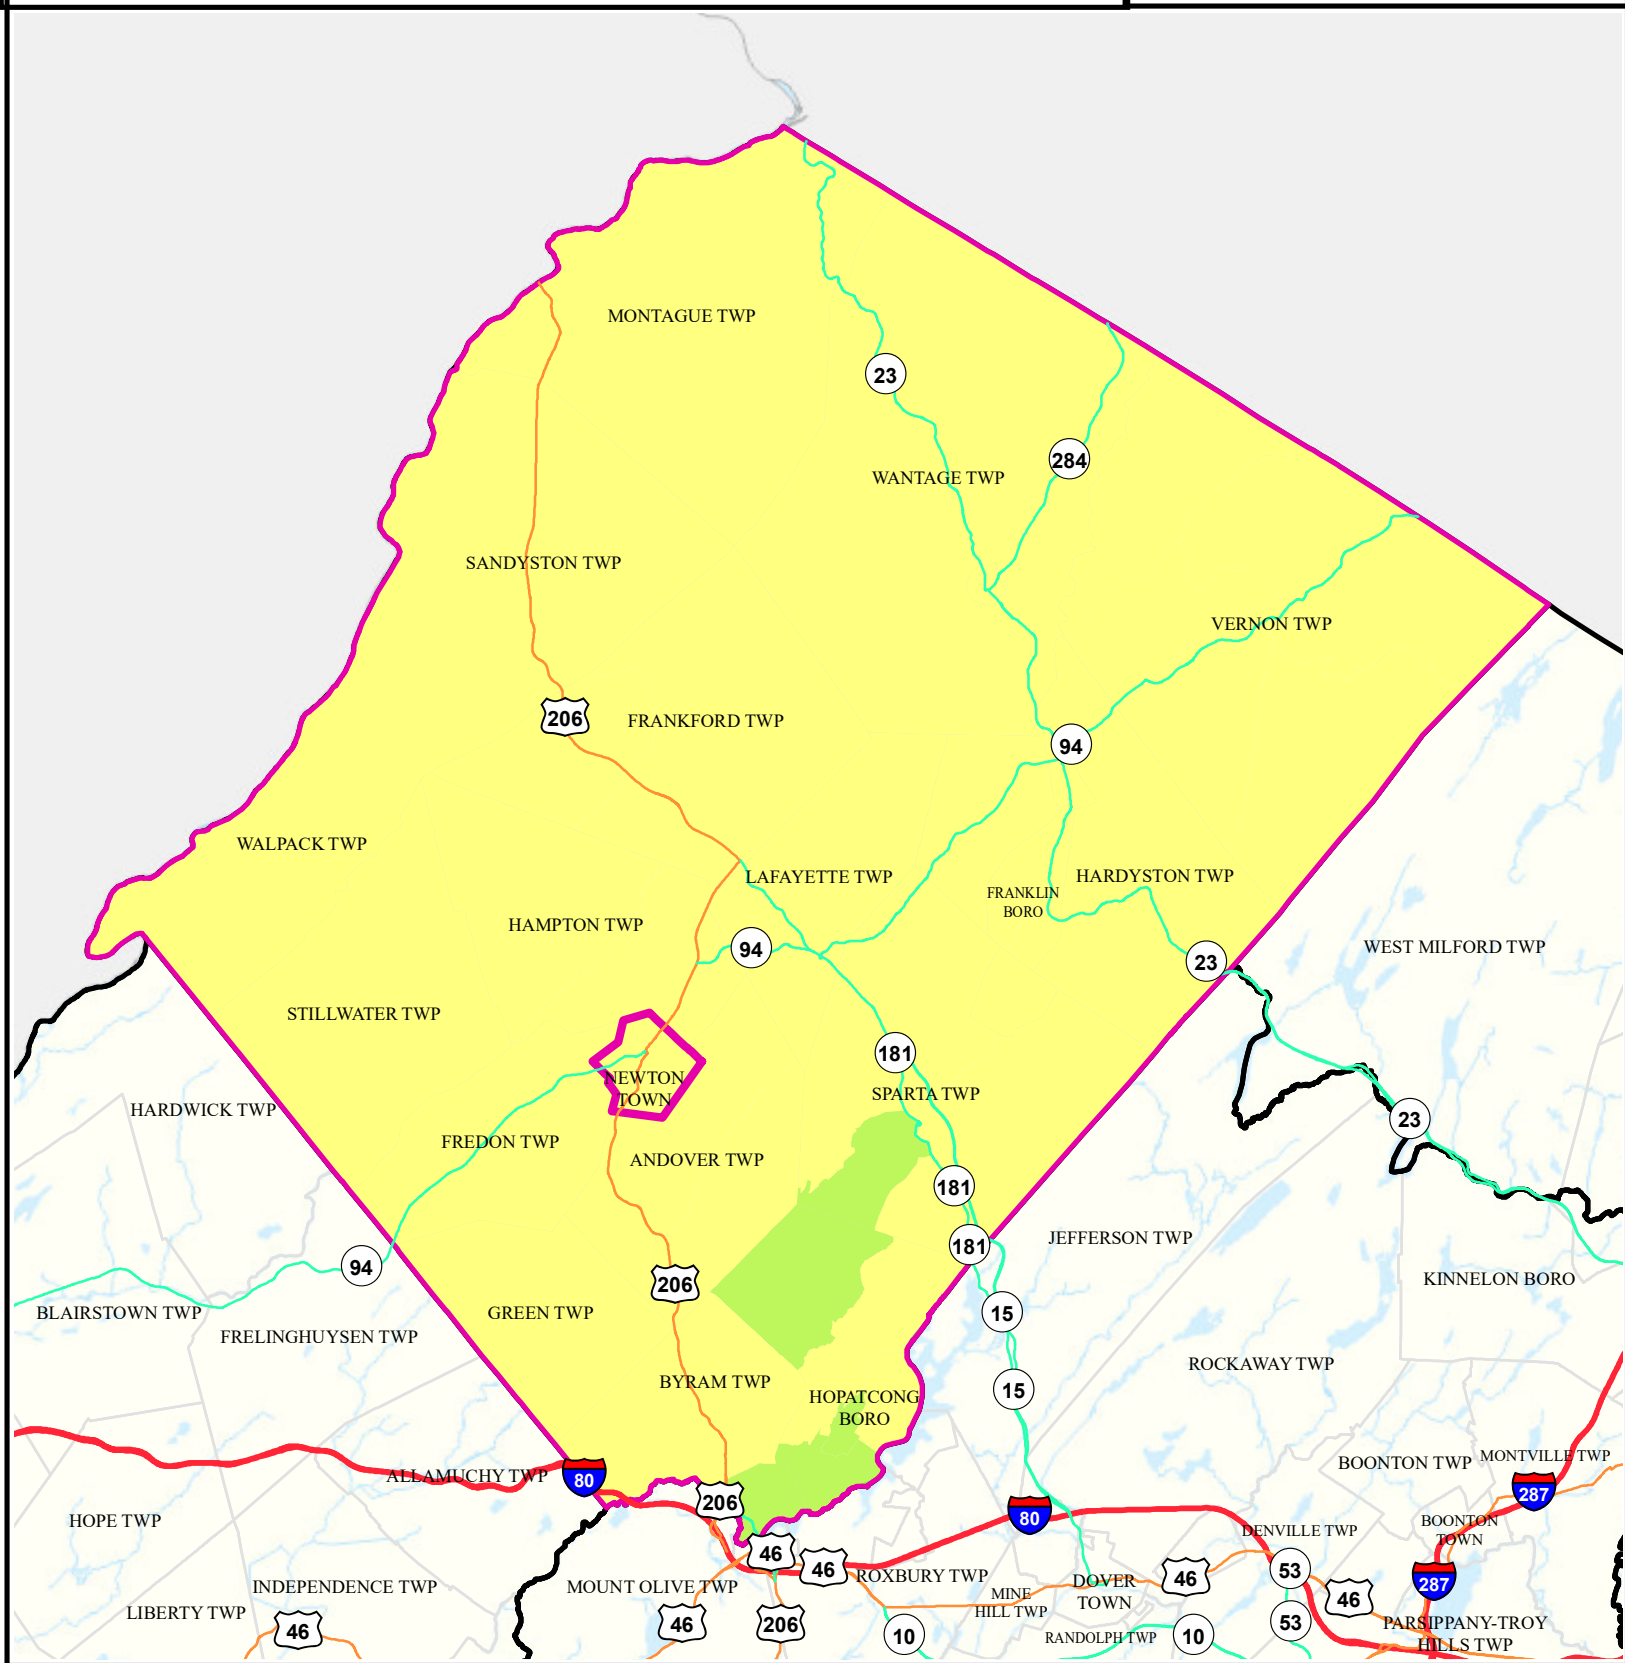 MONTAGUE TWP
23
284
WANTAGE TWP
SANDYSTON TWP
VERNON TWP
206
FRANKFORD TWP
94
WALPACK TWP
LAFAYETTE TWP
HARDYSTON TWP
FRANKLIN
BORO
HAMPTON TWP
94
23
WEST MILFORD TWP
STILLWATER TWP
181
NEWTON
TOWN
SPARTA TWP
HARDWICK TWP
23
FREDON TWP
ANDOVER TWP
181
JEFFERSON TWP
181
94
KINNELON BORO
206
BLAIRSTOWN TWP
GREEN TWP
15
FRELINGHUYSEN TWP
ROCKAWAY TWP
BYRAM TWP
15
HOPATCONG
BORO
ALLAMUCHY TWP
80
BOONTON TWP
MONTVILLE TWP
287
206
80
HOPE TWP
BOONTON
TOWN
DENVILLE TWP
46
46
53
ROXBURY TWP
46
287
INDEPENDENCE TWP
MOUNT OLIVE TWP
MINE
HILL TWP
DOVER
TOWN
46
LIBERTY TWP
46
46
206
10
RANDOLPH TWP
10
53
PARSIPPANY-TROY
HILLS TWP